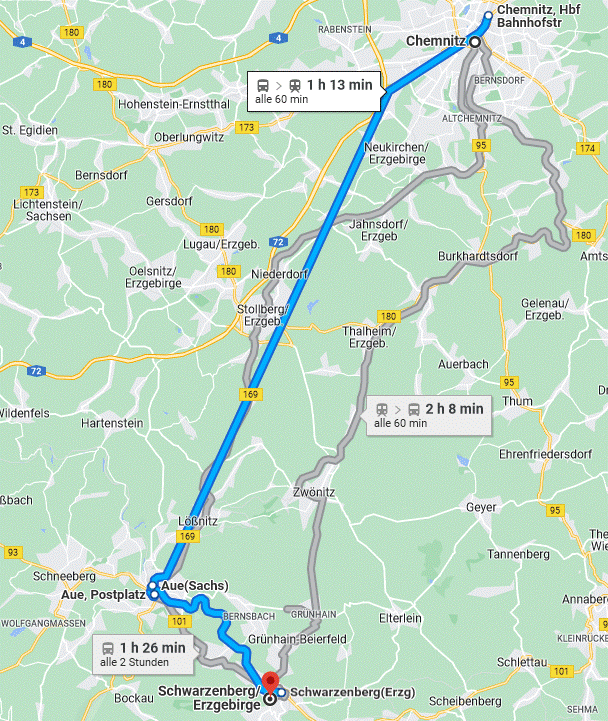 Chemnitz, Hbf
Bahnhofstr
RABENSTEIN
180
4
4
Chemnitz
BERNSDORF
1 h 13 min
alle 60 min
180
Hohenstein-Ernstthal
ALTCHEMNITZ
St. Egidien
Oberlungwitz
173
95
174
Neukirchen/
Erzgebirge
Bernsdorf
173
Lichtenstein/
Sachsen
Gersdorf
180
Jahnsdorf/
Erzgeb
180
Lugau/Erzgeb.
72
Burkhardtsdorf
Amts
Oelsnitz/
Erzgebirge
180
Niederdorf
Stollberg/
Erzgeb.
180
Gelenau/
Erzgeb.
Thalheim/
Erzgeb.
72
Auerbach
95
169
Thum
2 h 8 min
alle 60 min
Wildenfels
Hartenstein
Ehrenfriedersdorf
Zwönitz
Geyer
95
Lößnitz
The
Wie
93
169
Tannenberg
Schneeberg
Aue(Sachs)
Aue, Postplatz
Annaberg
WOLFGANGMASSEN
101
BERNSBACH
GRÜNHAIN
Elterlein
KLEINRÜCKE
Grünhain-Beierfeld
1 h 26 min
alle 2 Stunden
Schlettau
101
Schwarzenberg/
Erzgebirge
Schwarzenberg(Erzg)
Bockau
Scheibenberg
SEHMA